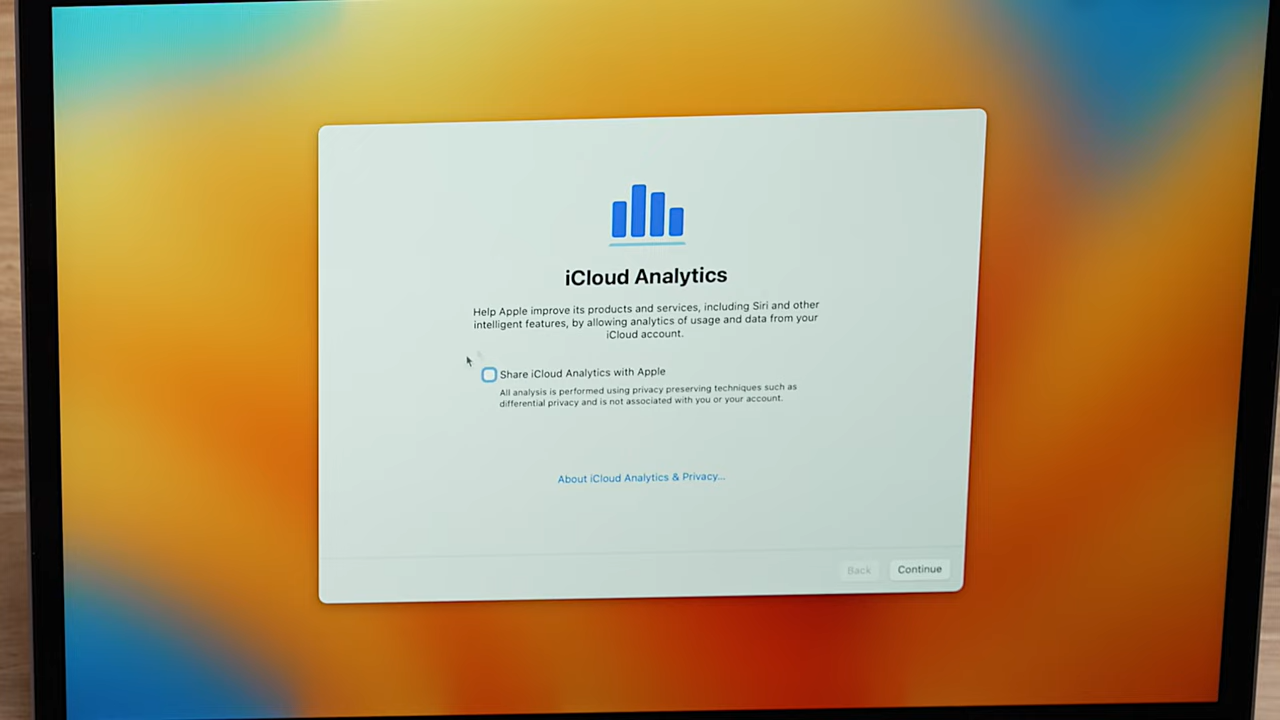 iCloud Analytics
Help Apple improve its products and services, including Siri and other
intelligent features, by allowing analytics of usage and data from your
iCloud account.
Share iCloud Analytics with Apple
All analysis is performed using privacy preserving techniques such as
differential privacy and is not associated with you or your account.
About iCloud Analytics & Privacy...
Back
Continue